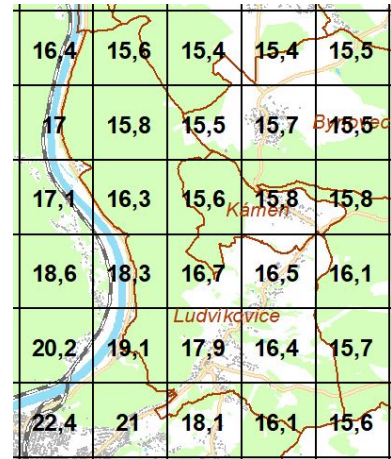 16,4 15,6 15,4 15,4 15,5
17 15,8 15,5 15,7 15,5
17,1 16,3 15,6 15,8 15,8
Kámen
18,6 18,3 16,7 16,5 16,1
Ludvíkovice
20,2 19,1 17,9 16,4 15,7
22,4 21 18,1 16,1 15,6